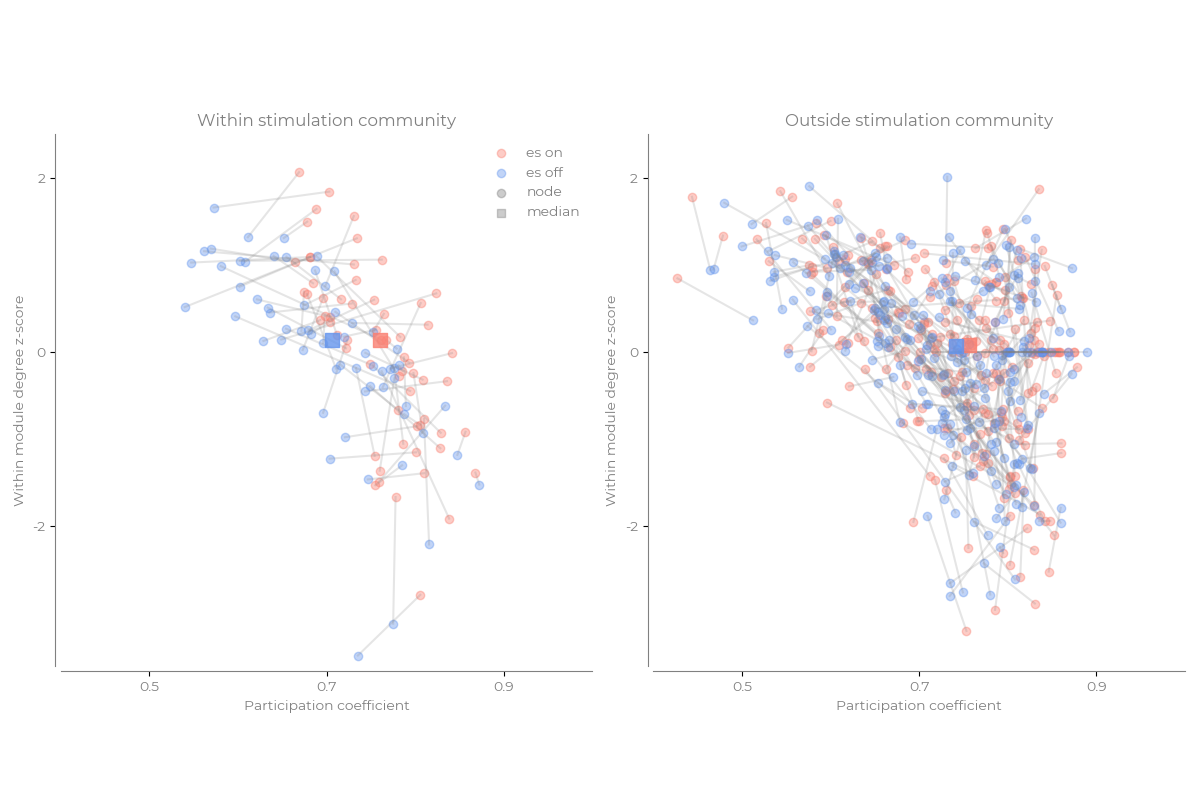 Within stimulation community
Outside stimulation community
es on
es off
node
median
2
0
-2
Within module degree z-score
0.5
0.7
0.9
Participation coefficient
2
0
-2
Within module degree z-score
0.5
0.7
0.9
Participation coefficient